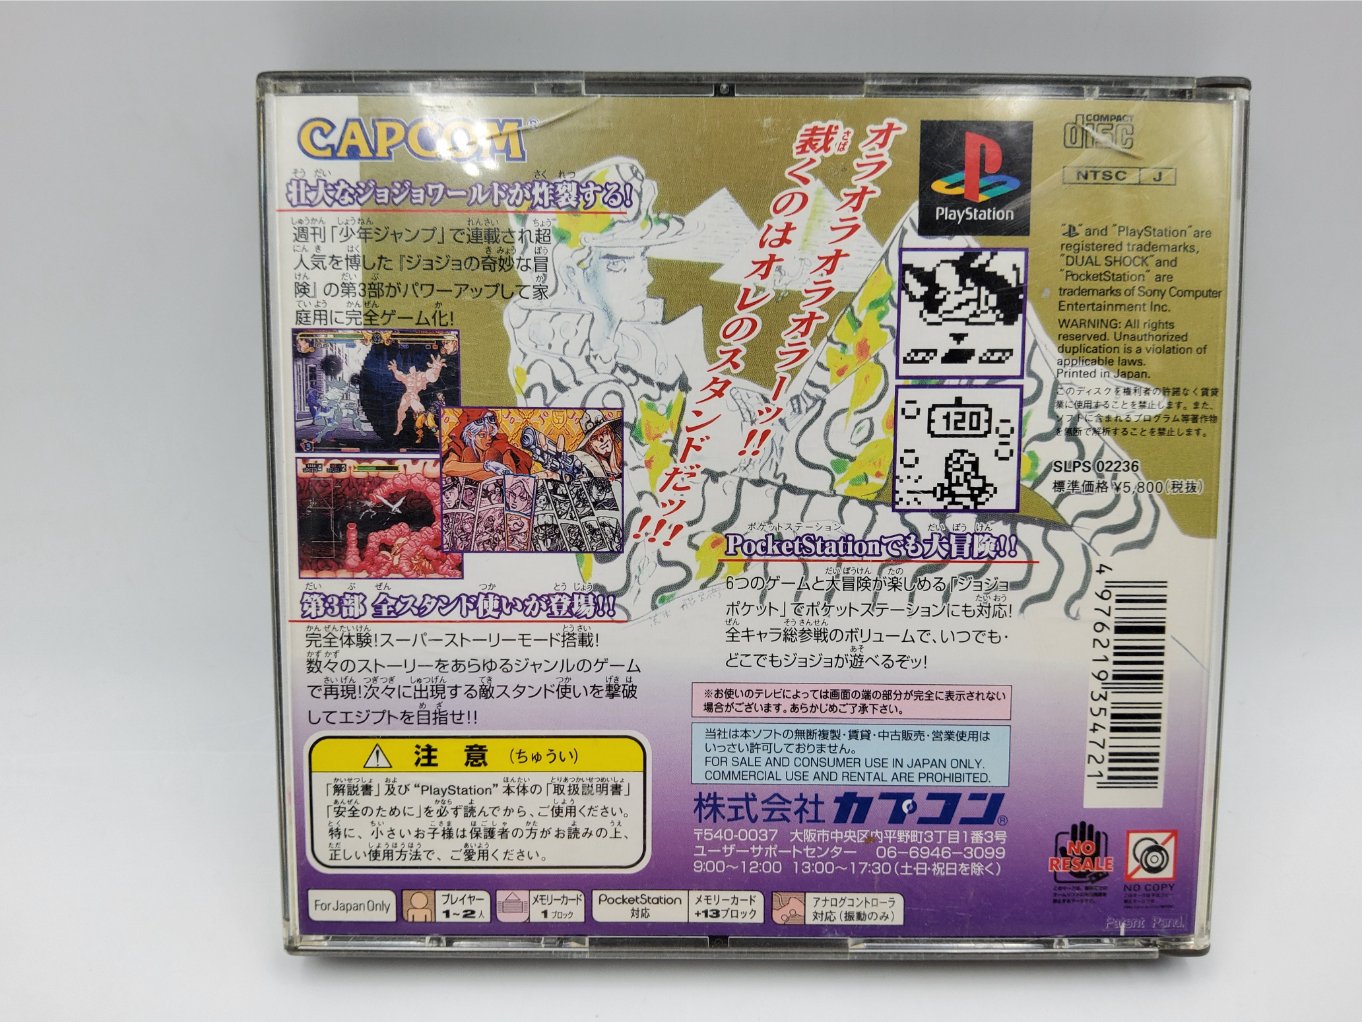 CAPCOM
壮大なジョジョワールドが炸裂する!
週刊「少年ジャンプ」で連載され超
人気を博した『ジョジョの奇妙な冒
険』の第3部がパワーアップして家
庭用に完全ゲーム化!
オラオラオラオラーッ!!
裁くのはオレのスタンドだッ!!!
第3部 全スタンド使いが登場!!
完全体験!スーパーストーリーモード搭載!
数々のストーリーをあらゆるジャンルのゲーム
で再現!次々に出現する敵スタンド使いを撃破
してエジプトを目指せ!!
注意(ちゅうい)
「解説書」及び“PlayStation”本体の「取扱説明書」
「安全のために」を必ず読んでから、ご使用ください。
特に、小さいお子様は保護者の方がお読みの上、
正しい使用方法で、ご愛用ください。
PlayStation
COMPACT
disc
NTSC J
"PS" and "PlayStation" are
registered trademarks,
"DUAL SHOCK" and
"PocketStation" are
trademarks of Sony Computer
Entertainment Inc.
WARNING: All rights
reserved. Unauthorized
duplication is a violation of
applicable laws.
Printed in Japan.
このディスクを権利者の許諾なく賃貸
業に使用することを禁止します。また、
ソフトに含まれるプログラム等著作物
を無断で解析することを禁止します。
SLPS 02236
標準価格 ¥5,800(税抜)
120
ポケットステーション
PocketStationでも大冒険!!
6つのゲームと大冒険が楽しめる『ジョジョ
ポケット』でポケットステーションにも対応!
全キャラ総参戦のボリュームで、いつでも・
どこでもジョジョが遊べるぞッ!
※お使いのテレビによっては画面の端の部分が完全に表示されない
場合がございます。あらかじめご了承下さい。
当社は本ソフトの無断複製・賃貸・中古販売・営業使用は
いっさい許可しておりません。
FOR SALE AND CONSUMER USE IN JAPAN ONLY.
COMMERCIAL USE AND RENTAL ARE PROHIBITED.
株式会社カプコン®
〒540-0037 大阪市中央区内平野町3丁目1番3号
ユーザーサポートセンター 06-6946-3099
9:00〜12:00 13:00〜17:30(土日・祝日を除く)
4976219354721
NO
RESALE
NO COPY
For Japan Only
プレイヤー
1〜2人
メモリーカード
1ブロック
PocketStation
対応
メモリーカード
+13ブロック
アナログコントローラ
対応(振動のみ)
Parent Pand.